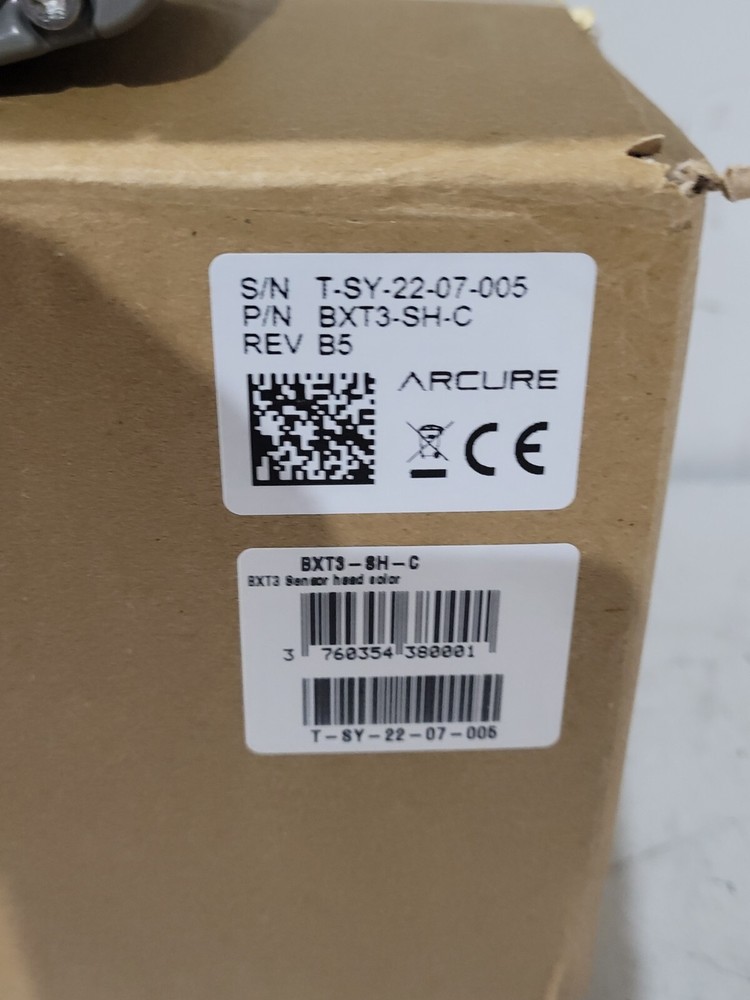 S/N T-SY-22-07-005
P/N BXT3-SH-C
REV B5
ARCURE
CE
BXT3-SH-C
BXT3 Sensor head color
3 760354 380001
T-SY-22-07-005